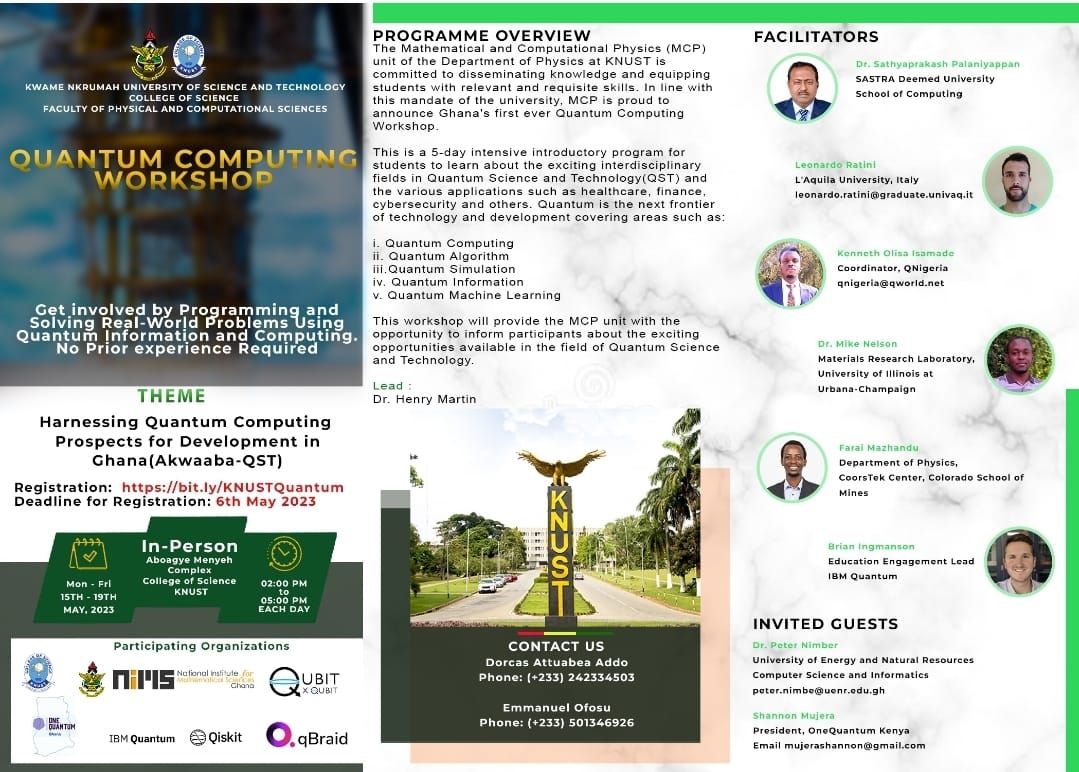 KWAME NKRUMAH UNIVERSITY OF SCIENCE AND TECHNOLOGY
COLLEGE OF SCIENCE
FACULTY OF PHYSICAL AND COMPUTATIONAL SCIENCES
QUANTUM COMPUTING
WORKSHOP
Get involved by Programming and
Solving Real-World Problems Using
Quantum Information and Computing.
No Prior experience Required
THEME
Harnessing Quantum Computing
Prospects for Development in
Ghana(Akwaaba-QST)
Registration: https://bit.ly/KNUSTQuantum
Deadline for Registration: 6th May 2023
Mon - Fri
15TH - 19TH
MAY, 2023
In-Person
Aboagye Menyeh
Complex
College of Science
KNUST
02:00 PM
to
05:00 PM
EACH DAY
Participating Organizations
NIMS National Institute for
Mathematical Sciences
Ghana
QUBIT
X QUBIT
ONE
QUANTUM
IBM Quantum
Qiskit
qBraid
PROGRAMME OVERVIEW
The Mathematical and Computational Physics (MCP)
unit of the Department of Physics at KNUST is
committed to disseminating knowledge and equipping
students with relevant and requisite skills. In line with
this mandate of the university, MCP is proud to
announce Ghana's first ever Quantum Computing
Workshop.
This is a 5-day intensive introductory program for
students to learn about the exciting interdisciplinary
fields in Quantum Science and Technology(QST) and
the various applications such as healthcare, finance,
cybersecurity and others. Quantum is the next frontier
of technology and development covering areas such as:
i. Quantum Computing
ii. Quantum Algorithm
iii.Quantum Simulation
iv. Quantum Information
v. Quantum Machine Learning
This workshop will provide the MCP unit with the
opportunity to inform participants about the exciting
opportunities available in the field of Quantum Science
and Technology.
Lead :
Dr. Henry Martin
KNUST
CONTACT US
Dorcas Attuabea Addo
Phone: (+233) 242334503
Emmanuel Ofosu
Phone: (+233) 501346926
FACILITATORS
Dr. Sathyaprakash Palaniyappan
SASTRA Deemed University
School of Computing
Leonardo Ratini
L'Aquila University, Italy
leonardo.ratini@graduate.univaq.it
Kenneth Olisa Isamade
Coordinator, QNigeria
qnigeria@qworld.net
Dr. Mike Nelson
Materials Research Laboratory,
University of Illinois at
Urbana-Champaign
Farai Mazhandu
Department of Physics,
CoorsTek Center, Colorado School of
Mines
Brian Ingmanson
Education Engagement Lead
IBM Quantum
INVITED GUESTS
Dr. Peter Nimber
University of Energy and Natural Resources
Computer Science and Informatics
peter.nimbe@uenr.edu.gh
Shannon Mujera
President, OneQuantum Kenya
Email mujerashannon@gmail.com